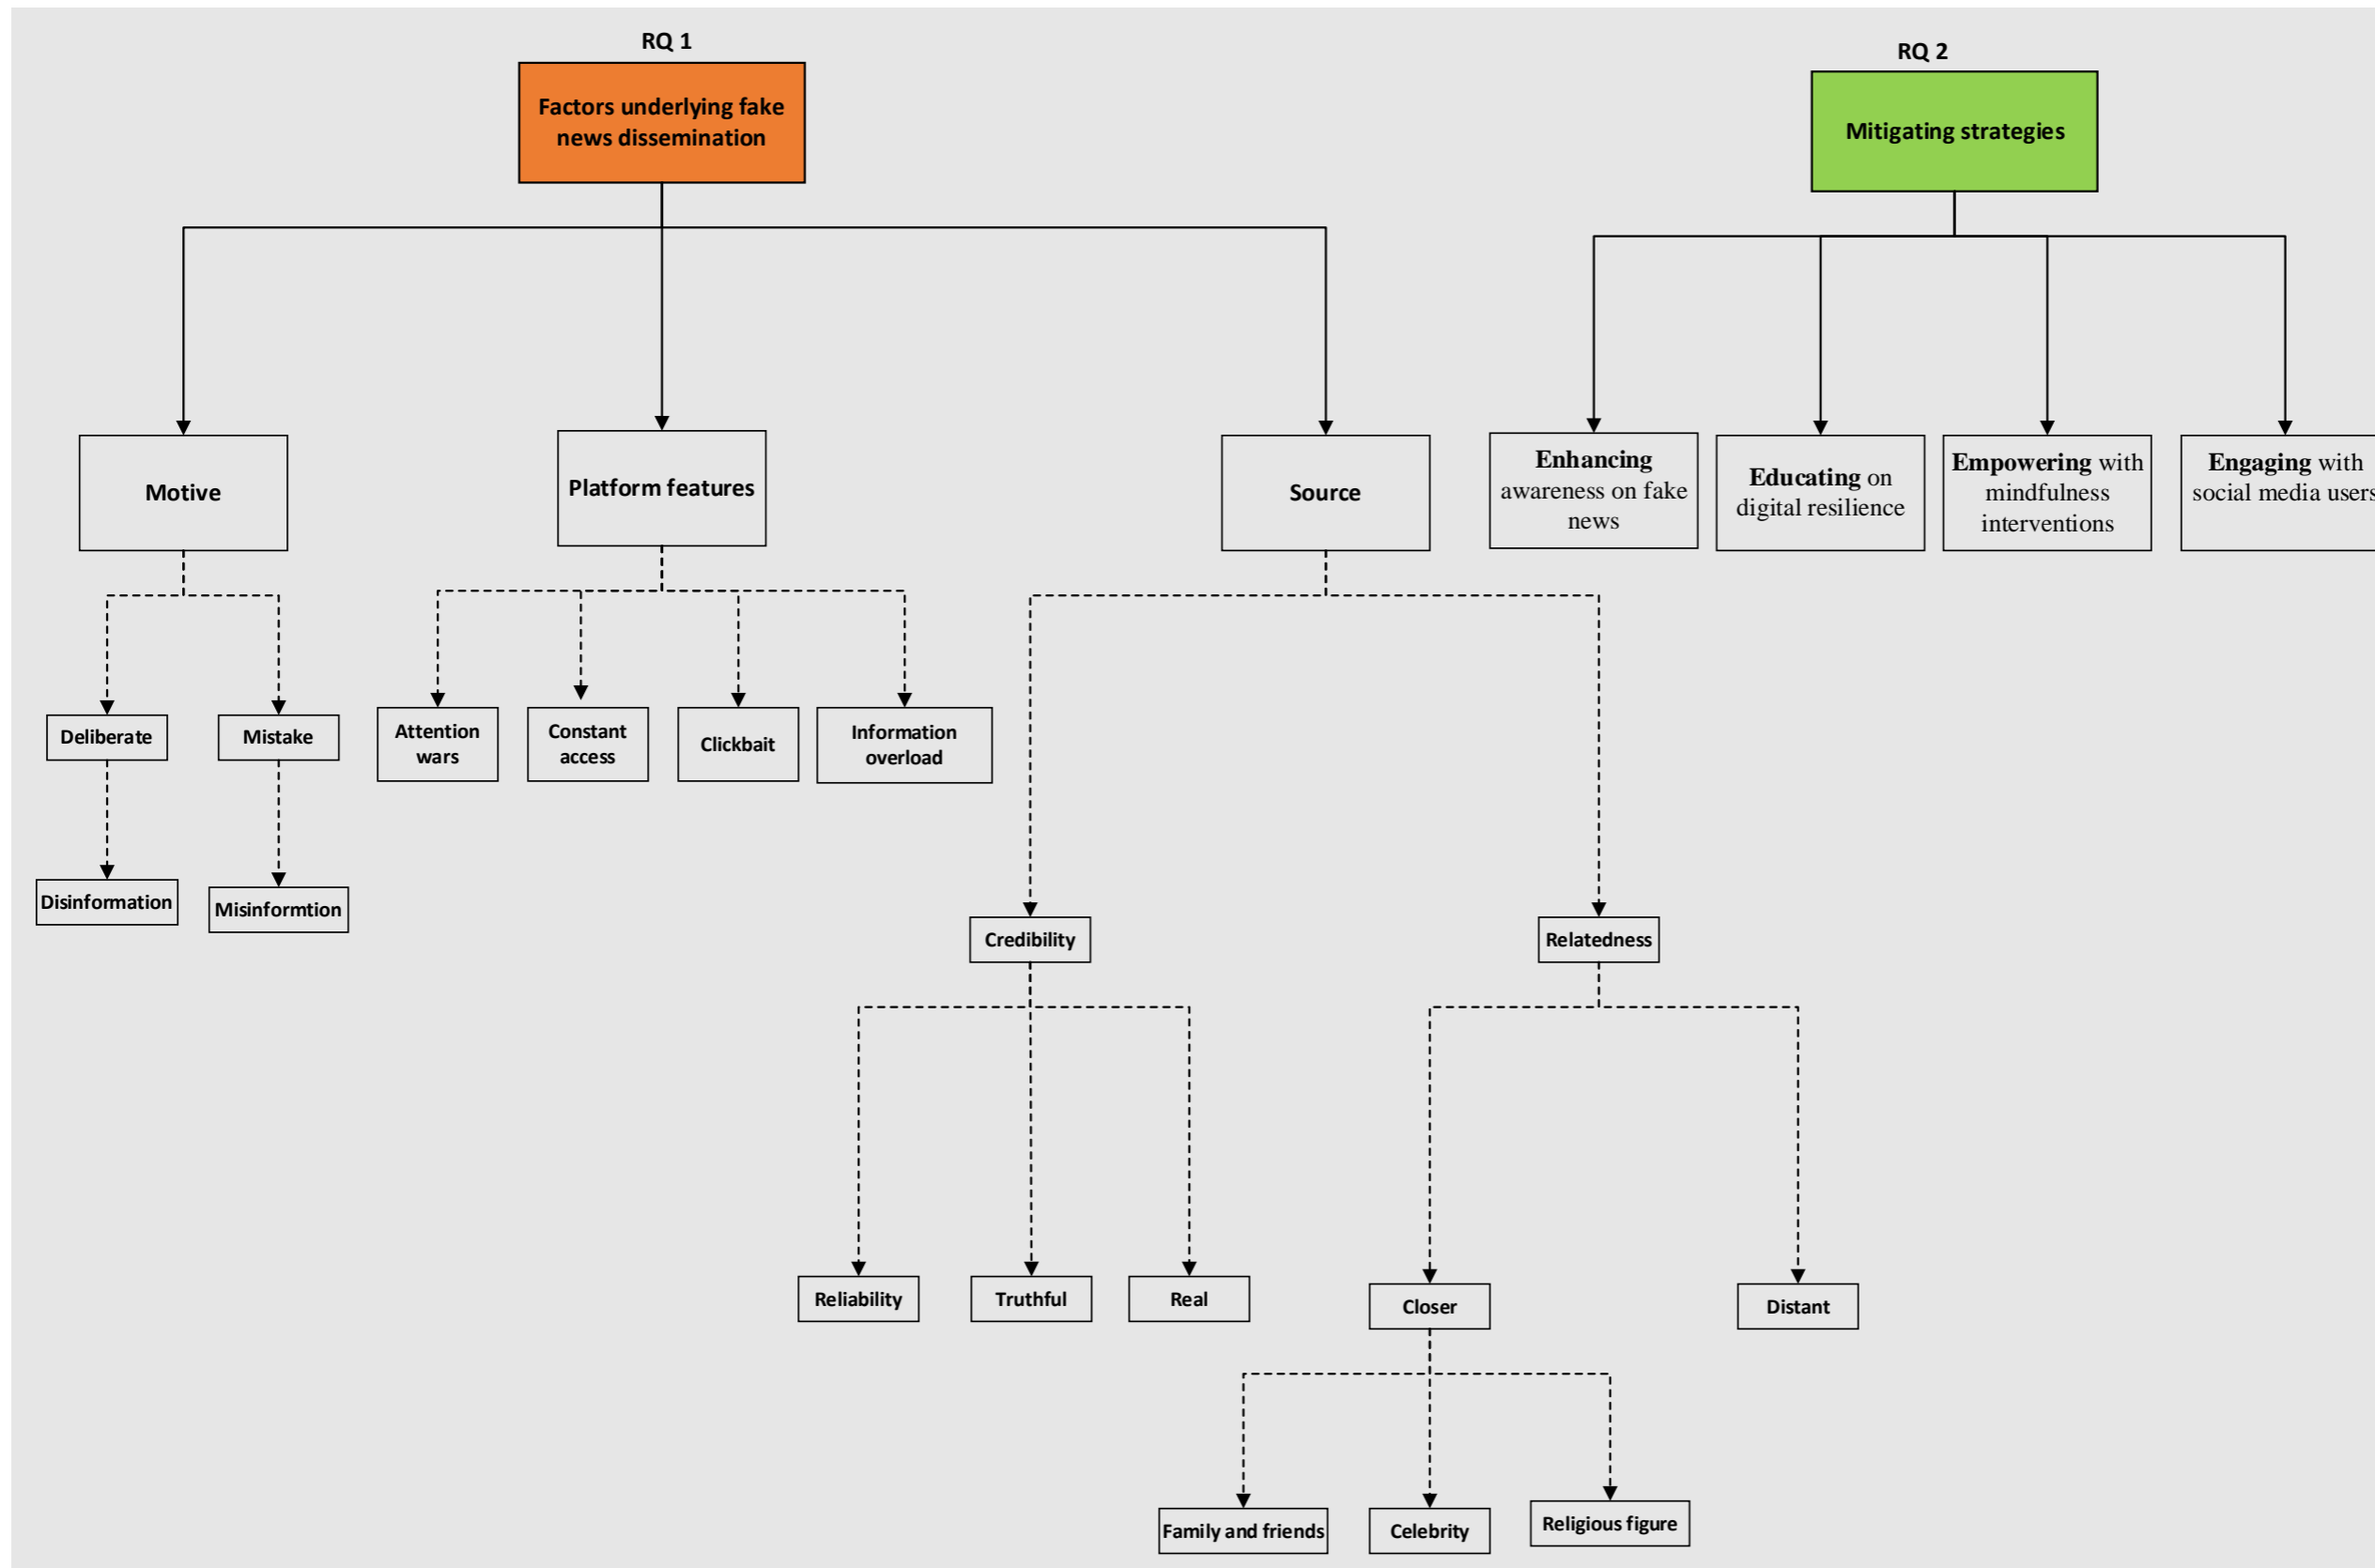 RQ 1
Factors underlying fake
news dissemination
RQ 2
Mitigating strategies
Motive
Platform features
Source
Enhancing
awareness on fake
news
Educating on
digital resilience
Empowering with
mindfulness
interventions
Engaging with
social media users
Deliberate
Mistake
Attention
wars
Constant
access
Clickbait
Information
overload
Disinformation
Misinformtion
Credibility
Relatedness
Reliability
Truthful
Real
Closer
Distant
Family and friends
Celebrity
Religious figure